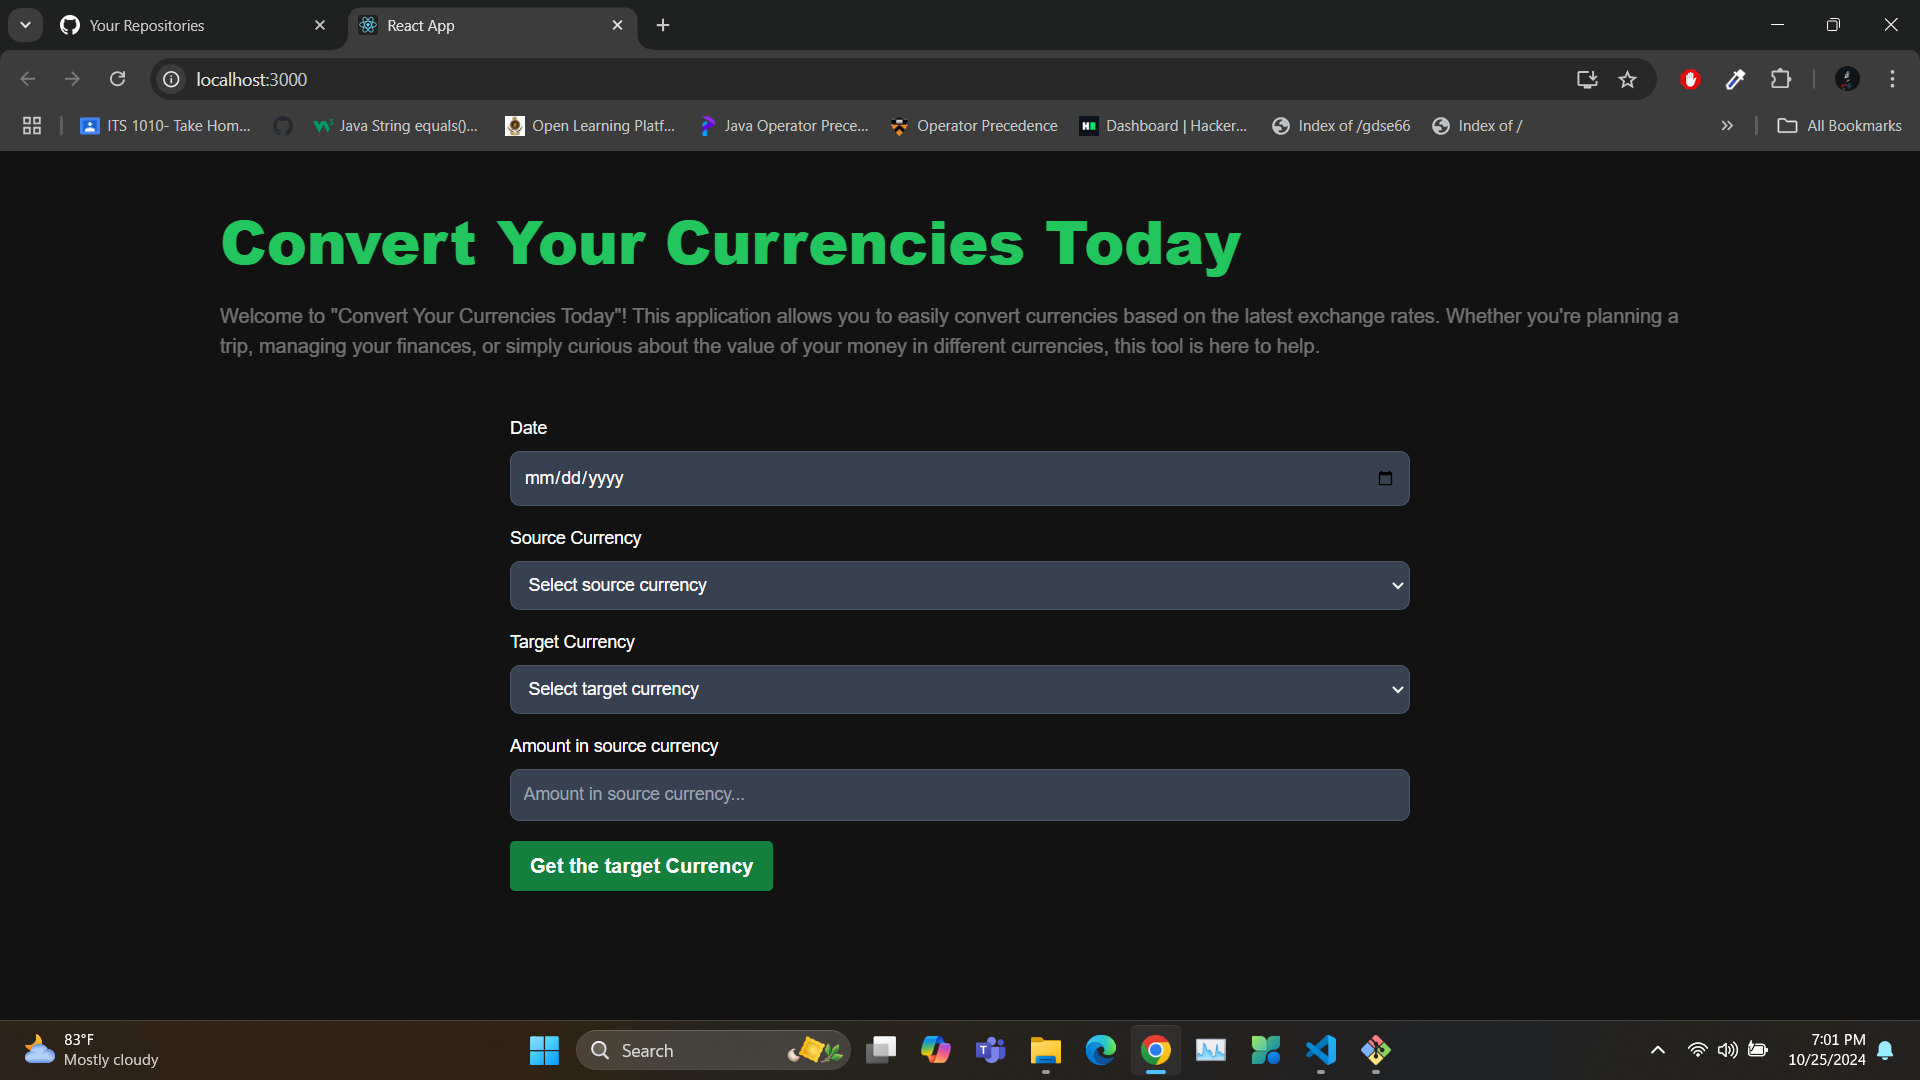 Your Repositories
React App
localhost:3000
ITS 1010- Take Hom...
Java String equals()...
Open Learning Platf...
Java Operator Prece...
Operator Precedence
Dashboard | Hacker...
Index of /gdse66
Index of /
All Bookmarks
Convert Your Currencies Today
Welcome to "Convert Your Currencies Today"! This application allows you to easily convert currencies based on the latest exchange rates. Whether you're planning a
trip, managing your finances, or simply curious about the value of your money in different currencies, this tool is here to help.
Date
mm/dd/yyyy
Source Currency
Select source currency
Target Currency
Select target currency
Amount in source currency
Amount in source currency...
Get the target Currency
83°F
Mostly cloudy
Search
7:01 PM
10/25/2024